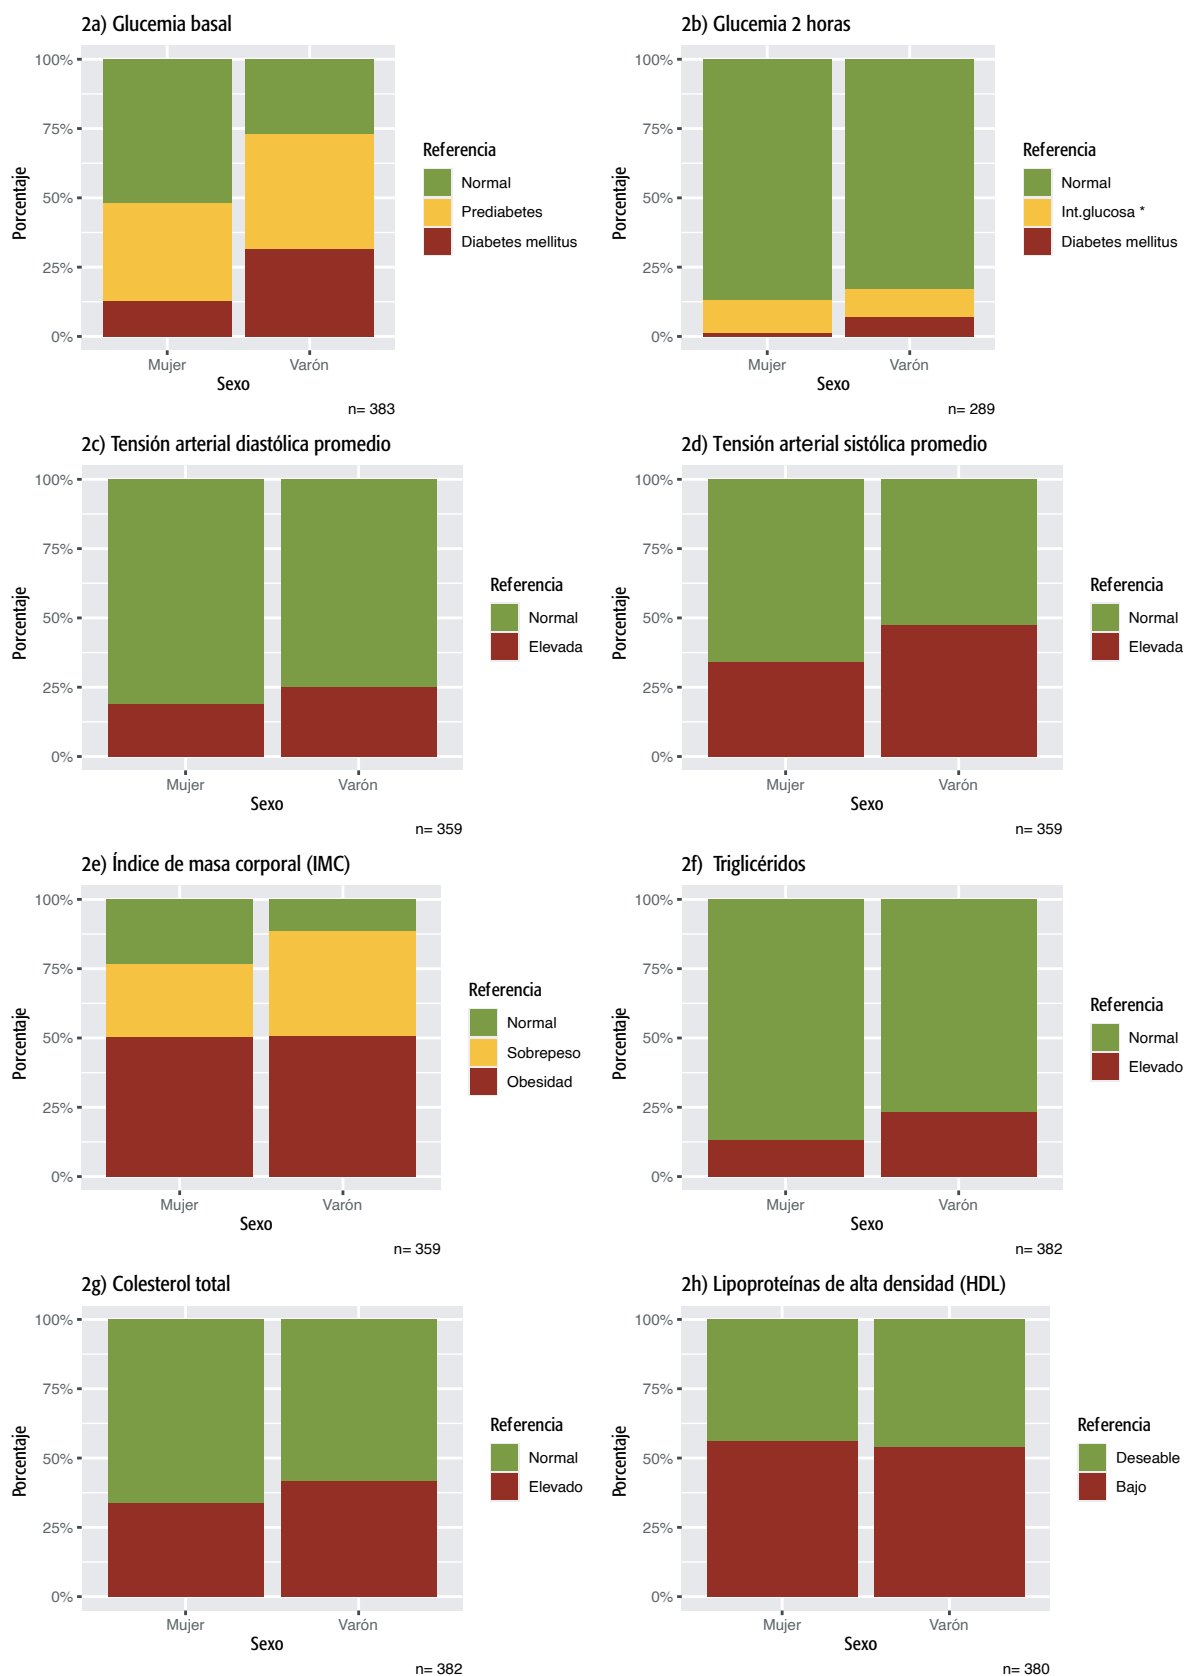 2a) Glucemia basal
100%
75%
50%
25%
0%
Porcentaje
Mujer
Varón
Sexo
Referencia
Normal
Prediabetes
Diabetes mellitus
n= 383
2b) Glucemia 2 horas
100%
75%
50%
25%
0%
Porcentaje
Mujer
Varón
Sexo
Referencia
Normal
Int.glucosa *
Diabetes mellitus
n= 289
2c) Tensión arterial diastólica promedio
100%
75%
50%
25%
0%
Porcentaje
Mujer
Varón
Sexo
Referencia
Normal
Elevada
n= 359
2d) Tensión arterial sistólica promedio
100%
75%
50%
25%
0%
Porcentaje
Mujer
Varón
Sexo
Referencia
Normal
Elevada
n= 359
2e) Índice de masa corporal (IMC)
100%
75%
50%
25%
0%
Porcentaje
Mujer
Varón
Sexo
Referencia
Normal
Sobrepeso
Obesidad
n= 359
2f) Triglicéridos
100%
75%
50%
25%
0%
Porcentaje
Mujer
Varón
Sexo
Referencia
Normal
Elevado
n= 382
2g) Colesterol total
100%
75%
50%
25%
0%
Porcentaje
Mujer
Varón
Sexo
Referencia
Normal
Elevado
n= 382
2h) Lipoproteínas de alta densidad (HDL)
100%
75%
50%
25%
0%
Porcentaje
Mujer
Varón
Sexo
Referencia
Deseable
Bajo
n= 380